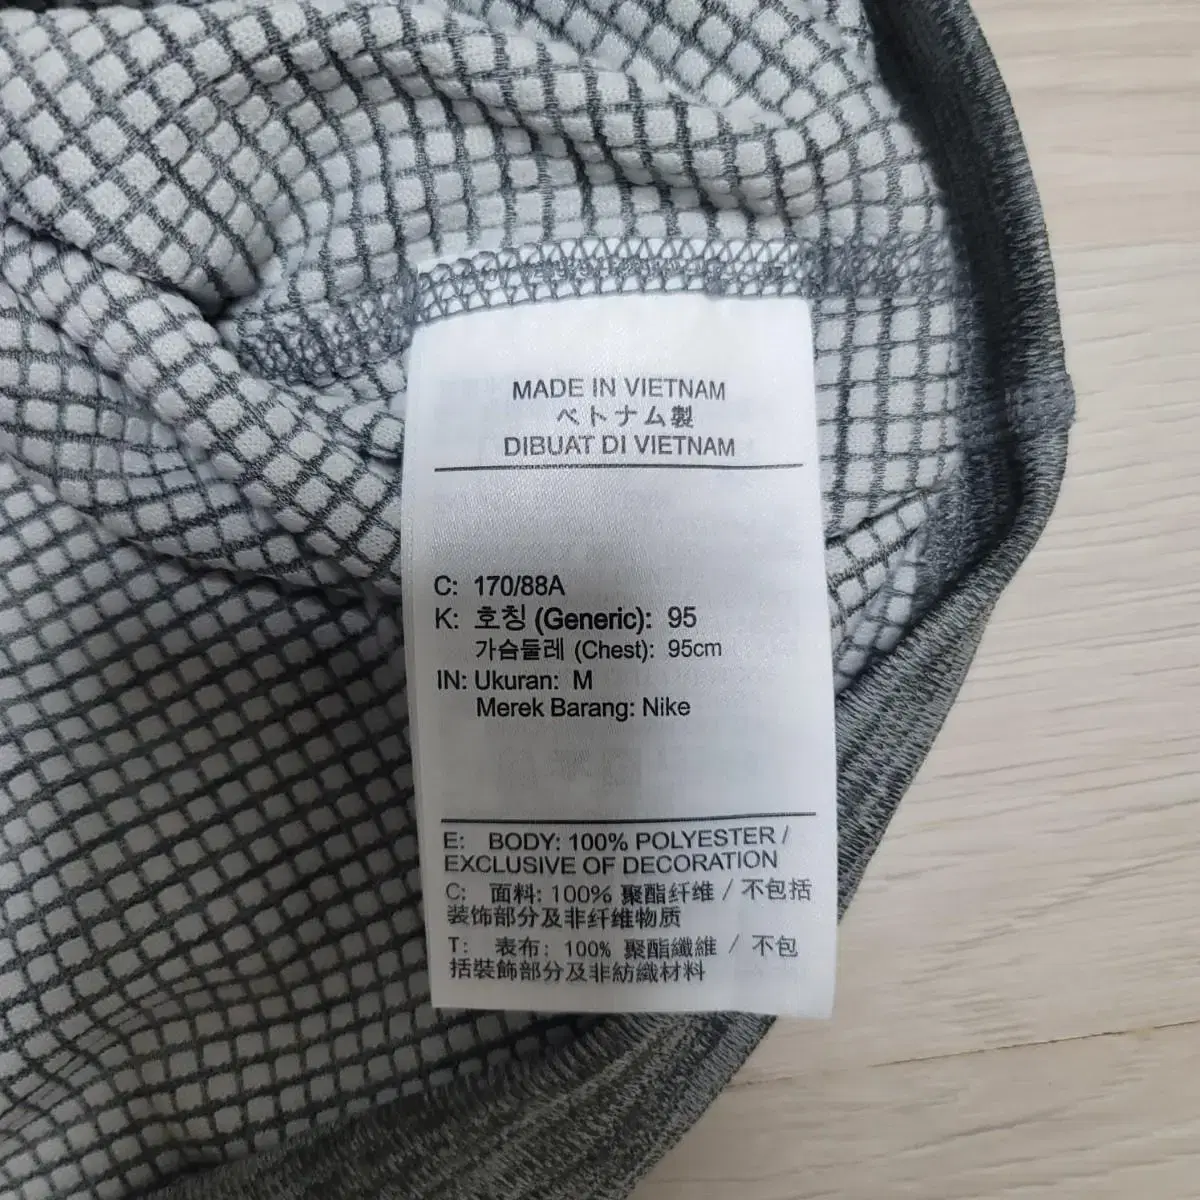 MADE IN VIETNAM
ベトナム製
DIBUAT DI VIETNAM
C: 170/88A
K: 호칭 (Generic): 95
가슴둘레 (Chest): 95cm
IN: Ukuran: M
Merek Barang: Nike
E: BODY: 100% POLYESTER /
EXCLUSIVE OF DECORATION
C: 面料: 100% 聚酯纤维 / 不包括
装饰部分及非纤维物质
T: 表布: 100% 聚酯纖維 / 不包
括裝飾部分及非紡織材料